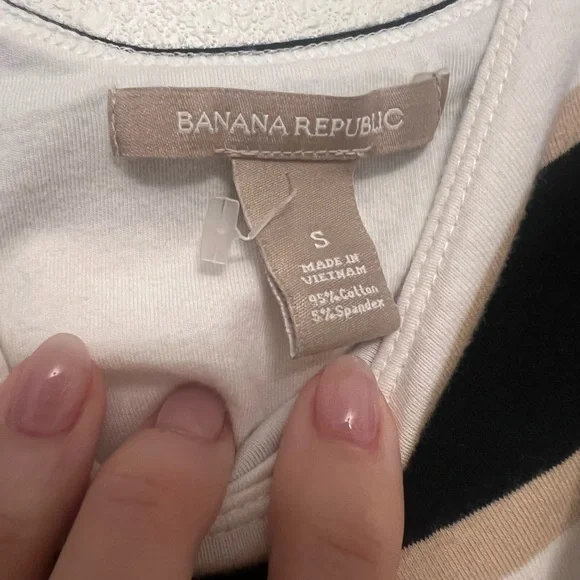 BANANA REPUBLIC
S
MADE IN
VIETNAM
95%Cotton
5%Spandex